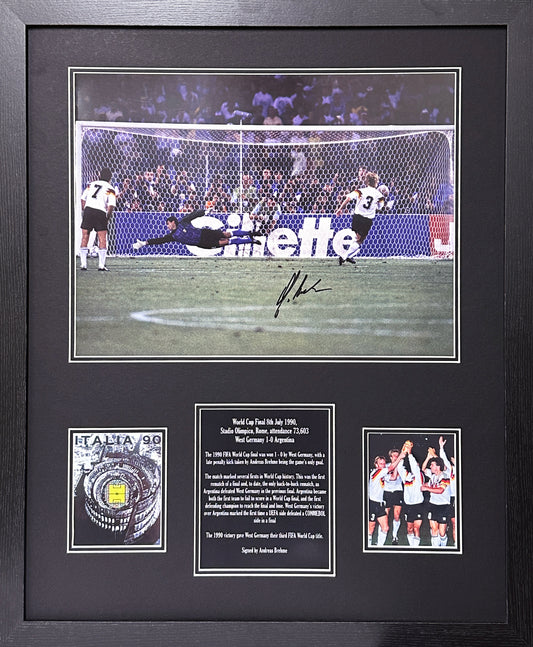 7
3
Gillette
ITALIA 90
World Cup Final 8th July 1990,
Stadio Olimpico, Rome, attendance 73,603
West Germany 1-0 Argentina
The 1990 FIFA World Cup final was won 1 - 0 by West Germany, with a
late penalty kick taken by Andreas Brehme being the game's only goal.
The match marked several firsts in World Cup history. This was the first
rematch of a final and, to date, the only back-to-back rematch, as
Argentina defeated West Germany in the previous final. Argentina became
both the first team to fail to score in a World Cup final, and the first
defending champion to reach the final and lose. West Germany's victory
over Argentina marked the first time a UEFA side defeated a CONMEBOL
side in a final
The 1990 victory gave West Germany their third FIFA World Cup title.
Signed by Andreas Brehme